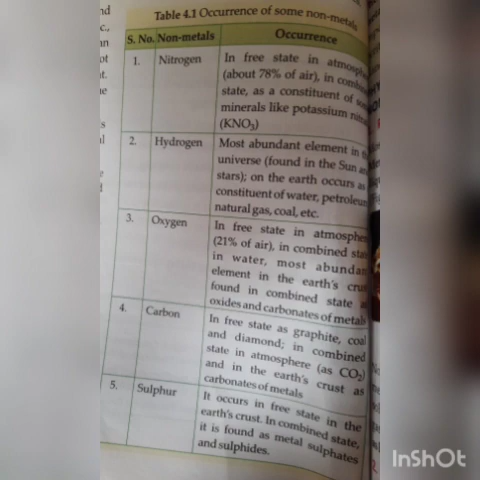 Table 4.1 Occurrence of some non-metals
S. No. Non-metals Occurrence
1. Nitrogen In free state in
(about 78% of air), in
state, as a constituent of
minerals like potassium
(KNO3)
2. Hydrogen Most abundant element in
universe (found in the Sun
stars); on the earth occurs as
constituent of water, petroleum
natural gas, coal, etc.
3. Oxygen In free state in atmosphere
(21% of air), in combined state
in water, most abundant
element in the earth's crust
found in combined state
oxides and carbonates of metals
4. Carbon In free state as graphite, coal
and diamond; in combined
state in atmosphere (as CO2)
and in the earth's crust as
carbonates of metals
5. Sulphur It occurs in free state in the
earth's crust. In combined state,
it is found as metal sulphates
and sulphides.
InShOt